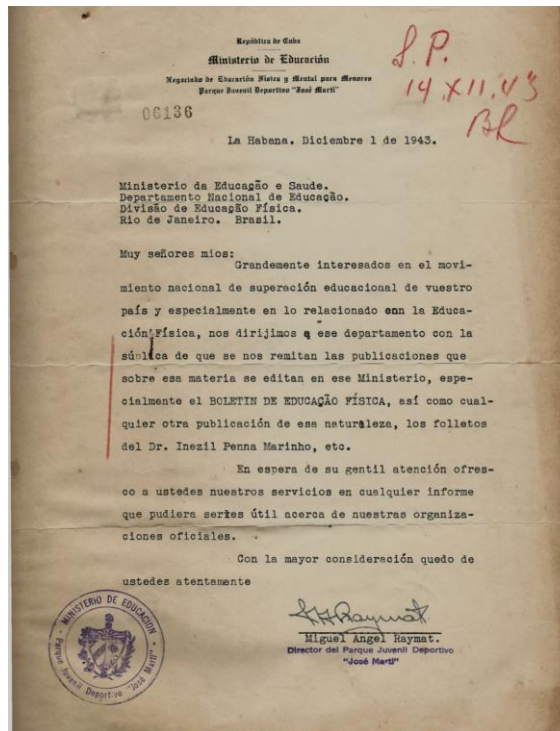 República de Cuba
Ministerio de Educación
Negociado de Educación Física y Mental para Menores
Parque Juvenil Deportivo "José Martí"
06136
S. P.
14 XII. 43
BR
La Habana. Diciembre 1 de 1943.
Ministerio da Educação e Saude.
Departamento Nacional de Educação.
Divisão de Educação Física.
Rio de Janeiro. Brasil.
Muy señores mios:
Grandemente interesados en el movi-
miento nacional de superación educacional de vuestro
país y especialmente en lo relacionado con la Educa-
ción Física, nos dirijimos a ese departamento con la
súplica de que se nos remitan las publicaciones que
sobre esa materia se editan en ese Ministerio, espe-
cialmente el BOLETIN DE EDUCAÇÃO FÍSICA, así como cual-
quier otra publicación de esa naturaleza, los folletos
del Dr. Inezil Penna Marinho, etc.
En espera de su gentil atención ofres-
co a ustedes nuestros servicios en cualquier informe
que pudiera serles útil acerca de nuestras organiza-
ciones oficiales.
Con la mayor consideración quedo de
ustedes atentamente
Raymat
Miguel Angel Raymat.
Director del Parque Juvenil Deportivo
"José Martí"
MINISTERIO DE EDUCACION
Parque Juvenil Deportivo "José Martí"